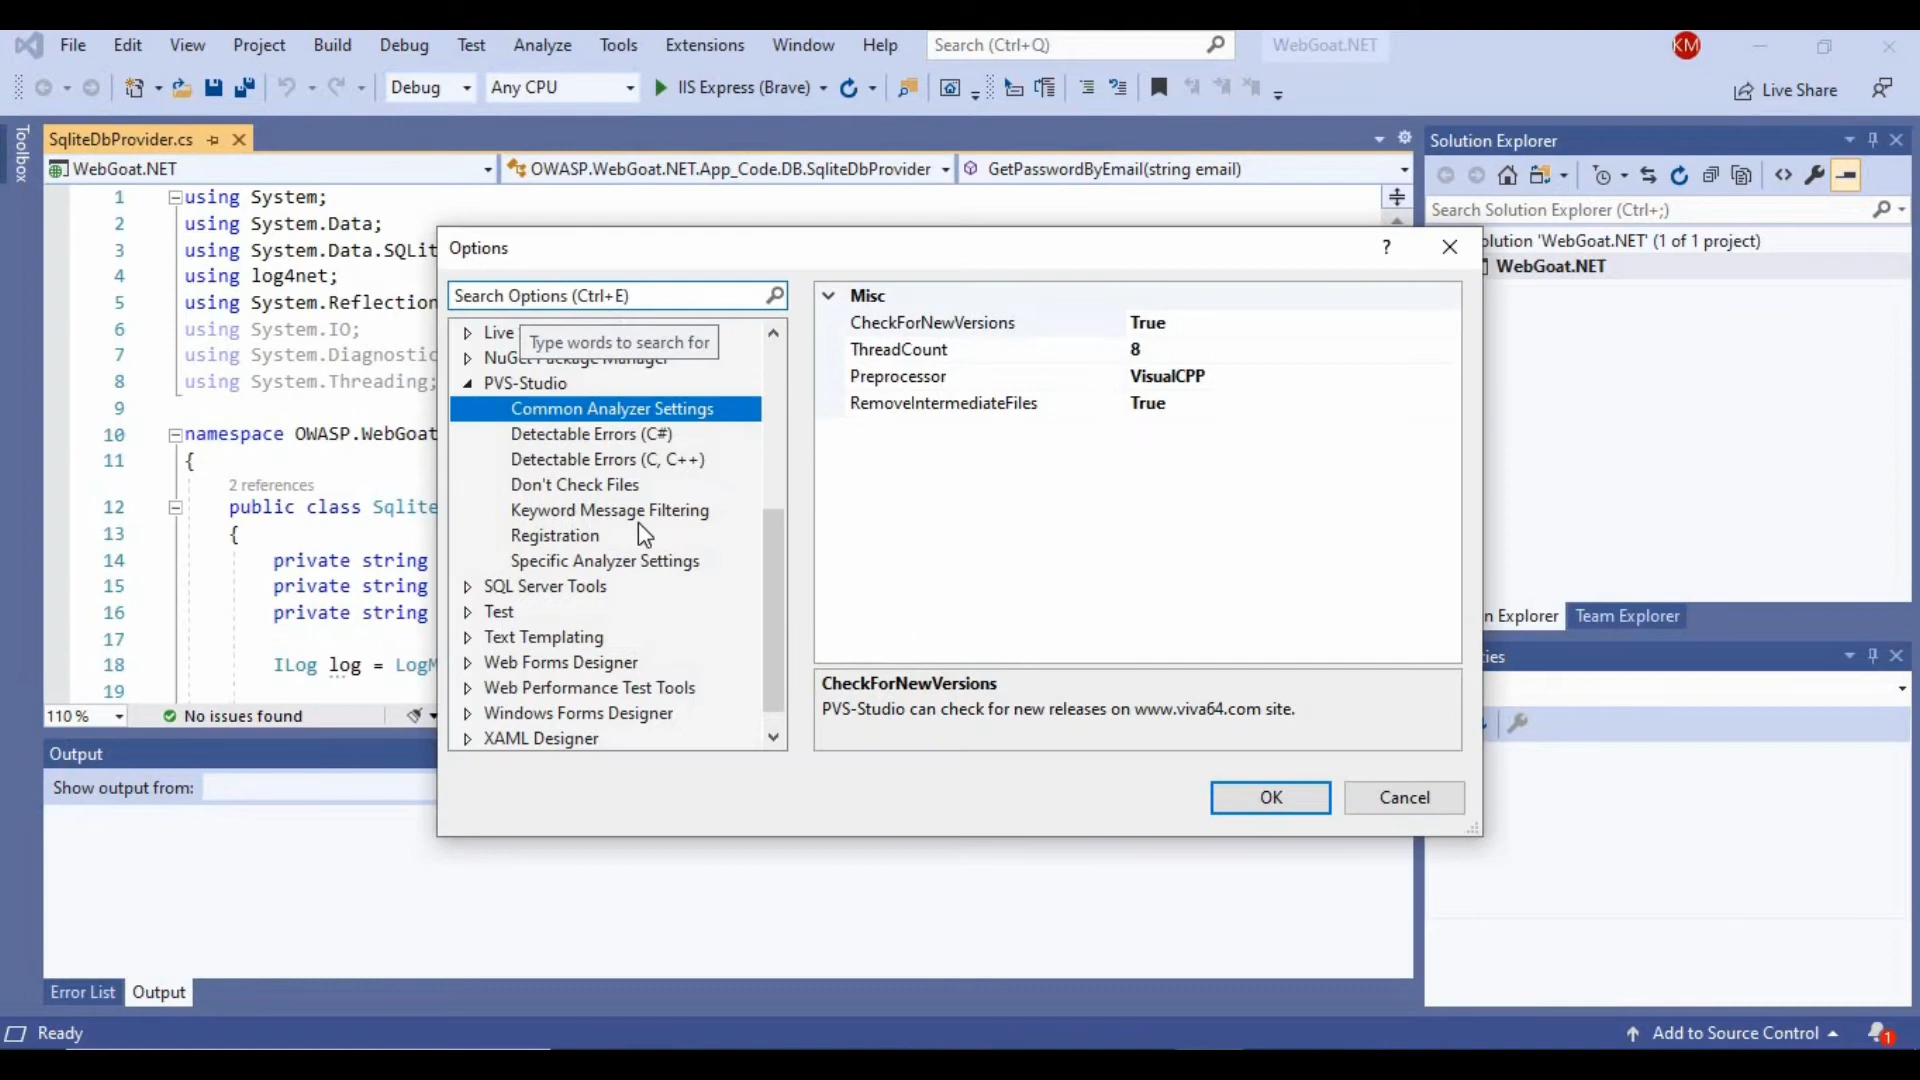 File Edit View Project Build Debug Test Analyze Tools Extensions Window Help Search (Ctrl+Q) WebGoat.NET KM
Debug Any CPU IIS Express (Brave) Live Share
Toolbox
SqliteDbProvider.cs
WebGoat.NET OWASP.WebGoat.NET.App_Code.DB.SqliteDbProvider GetPasswordByEmail(string email)
1 using System;
2 using System.Data;
3 using System.Data.SQLit
4 using log4net;
5 using System.Reflection
6 using System.IO;
7 using System.Diagnostic
8 using System.Threading;
9
10 namespace OWASP.WebGoat
11 {
2 references
12 public class Sqlite
13 {
14 private string
15 private string
16 private string
17
18 ILog log = LogM
19
110 % No issues found
Options
?
Search Options (Ctrl+E)
Type words to search for
Live
NuGet Package Manager
PVS-Studio
Common Analyzer Settings
Detectable Errors (C#)
Detectable Errors (C, C++)
Don't Check Files
Keyword Message Filtering
Registration
Specific Analyzer Settings
SQL Server Tools
Test
Text Templating
Web Forms Designer
Web Performance Test Tools
Windows Forms Designer
XAML Designer
Misc
CheckForNewVersions True
ThreadCount 8
Preprocessor VisualCPP
RemoveIntermediateFiles True
CheckForNewVersions
PVS-Studio can check for new releases on www.viva64.com site.
OK Cancel
Solution Explorer
Search Solution Explorer (Ctrl+;)
olution 'WebGoat.NET' (1 of 1 project)
WebGoat.NET
n Explorer Team Explorer
ties
Output
Show output from:
Error List Output
Ready Add to Source Control 1